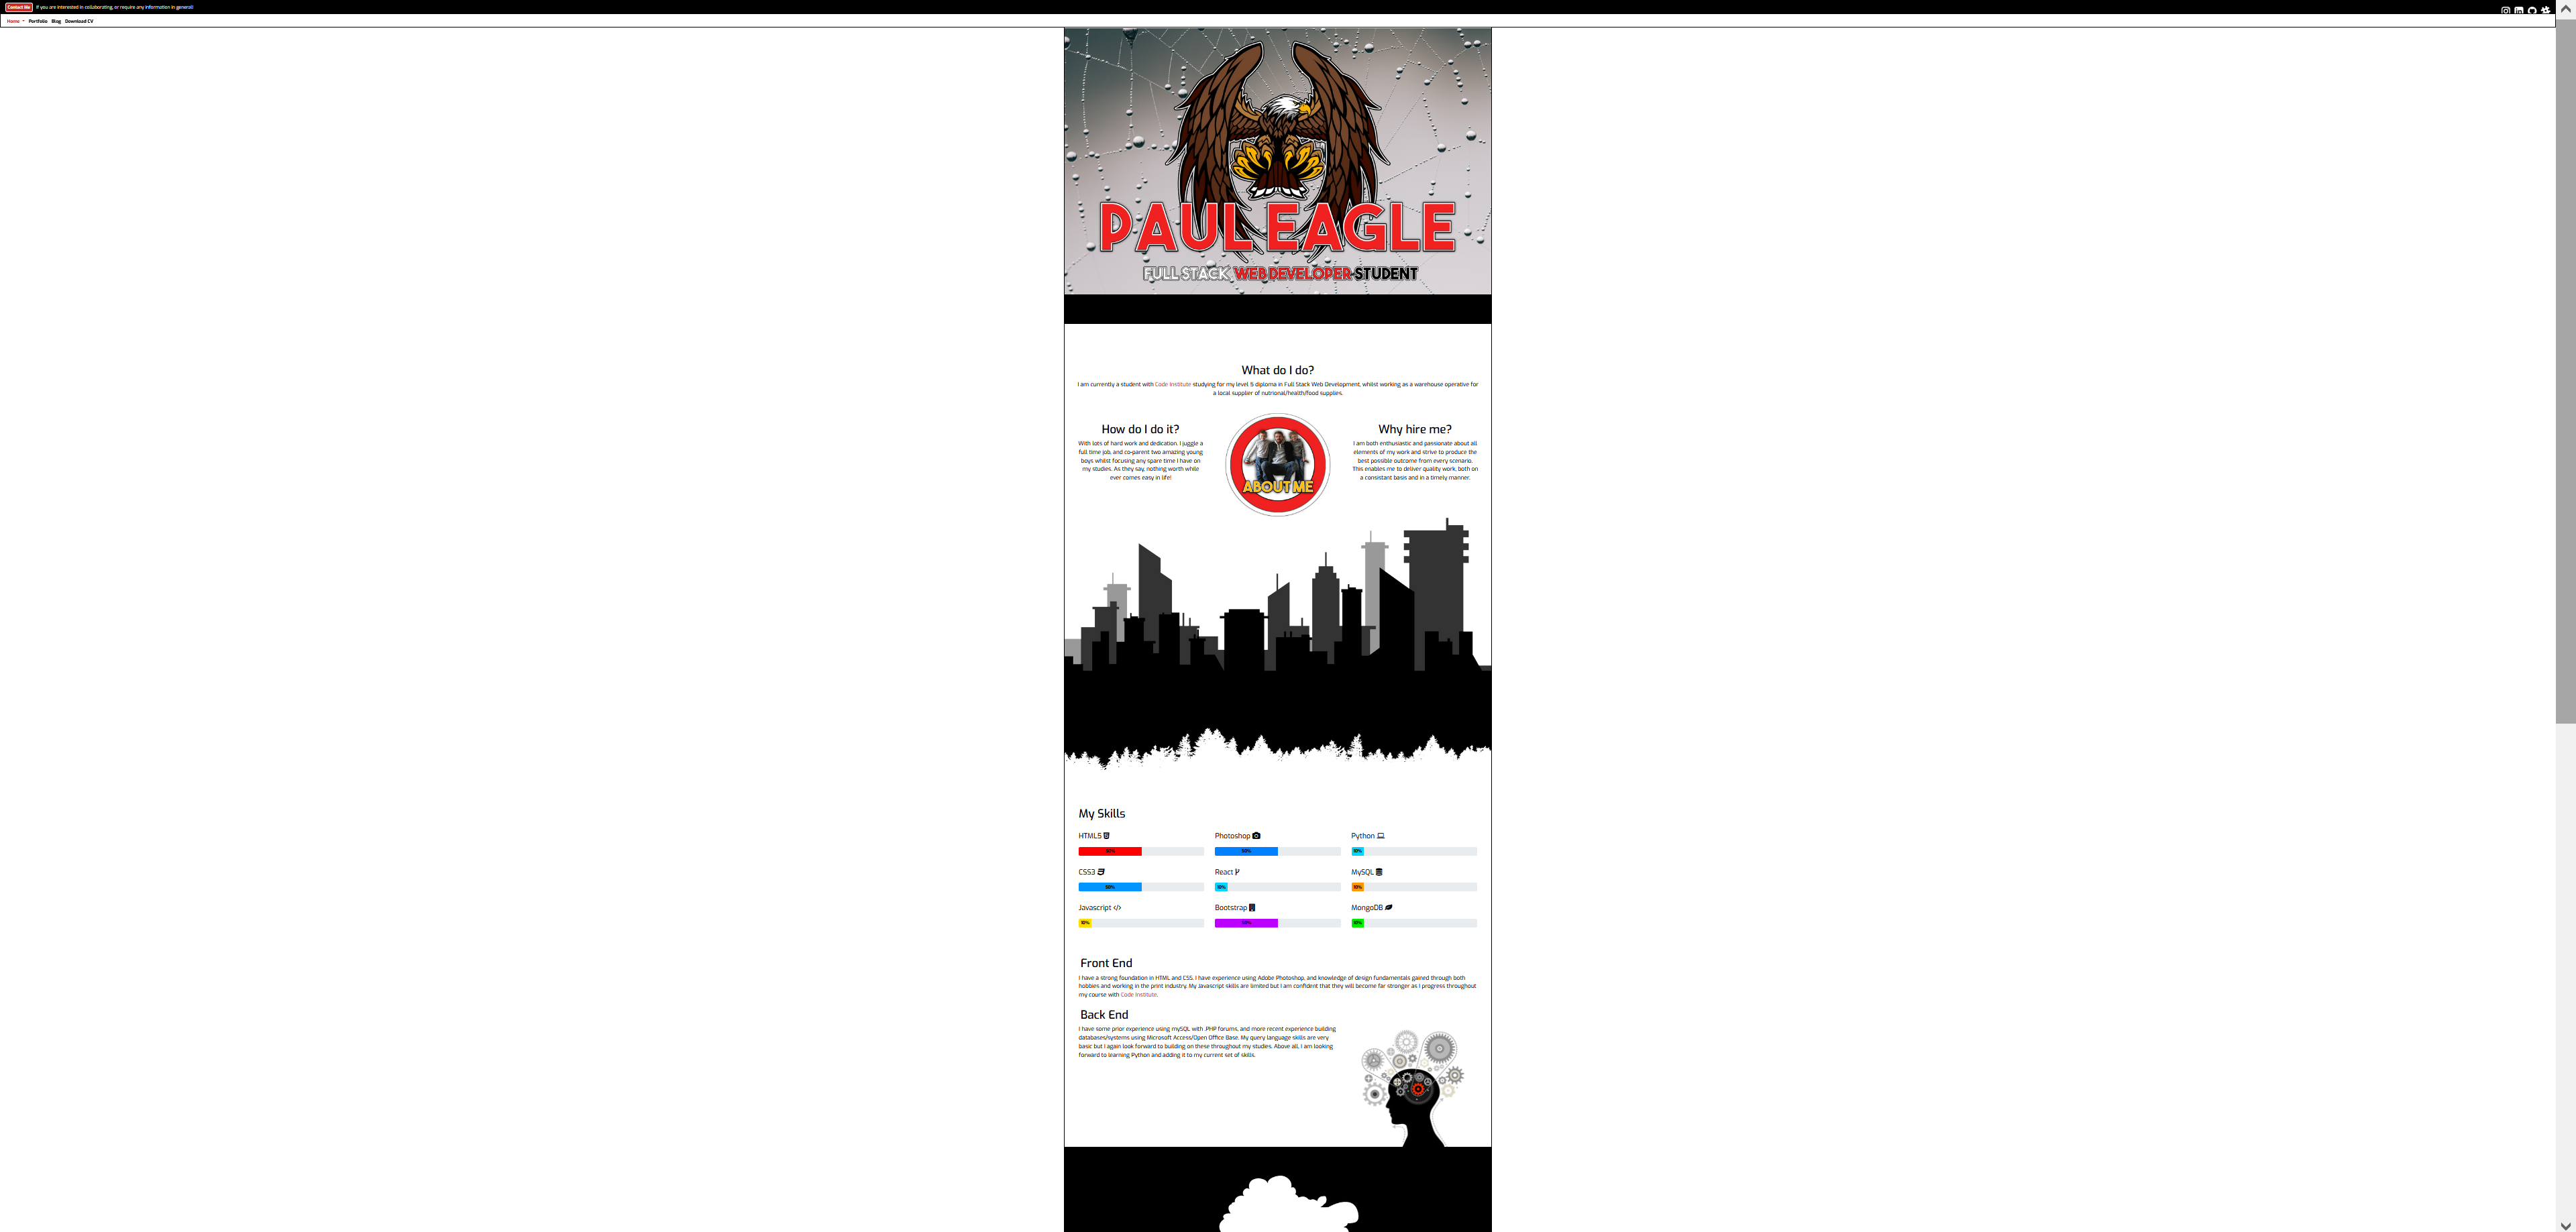 Contact Me If you are interested in collaborating, or require any information in general!
Home Portfolio Blog Download CV
PAUL EAGLE
FULL STACK WEB DEVELOPER-STUDENT
What do I do?
I am currently a student with Code Institute studying for my level 5 diploma in Full Stack Web Development, whilst working as a warehouse operative for
a local supplier of nutrional/health/food supplies.
How do I do it?
With lots of hard work and dedication. I juggle a
full time job, and co-parent two amazing young
boys whilst focusing any spare time I have on
my studies. As they say, nothing worth while
ever comes easy in life!
ABOUT ME
Why hire me?
I am both enthusiastic and passionate about all
elements of my work and strive to produce the
best possible outcome from every scenario.
This enables me to deliver quality work, both on
a consistant basis and in a timely manner.
My Skills
HTML5
50%
Photoshop
50%
Python
10%
CSS3
50%
React
10%
MySQL
10%
Javascript
10%
Bootstrap
50%
MongoDB
10%
Front End
I have a strong foundation in HTML and CSS. I have experience using Adobe Photoshop, and knowledge of design fundamentals gained through both
hobbies and working in the print industry. My Javascript skills are limited but I am confident that they will become far stronger as I progress throughout
my course with Code Institute.
Back End
I have some prior experience using mySQL with .PHP forums, and more recent experience building
databases/systems using Microsoft Access/Open Office Base. My query language skills are very
basic but I again look forward to building on these throughout my studies. Above all, I am looking
forward to learning Python and adding it to my current set of skills.